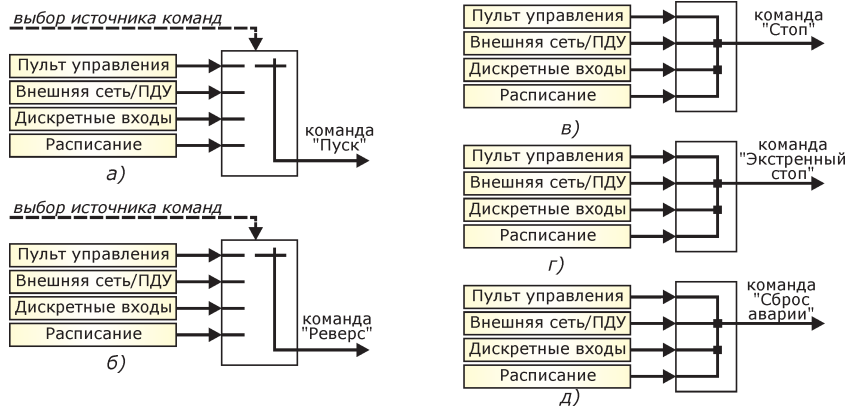 выбор источника команд
Пульт управления
Внешняя сеть/ПДУ
Дискретные входы
Расписание
команда
"Пуск"
а)
выбор источника команд
Пульт управления
Внешняя сеть/ПДУ
Дискретные входы
Расписание
команда
"Реверс"
б)
Пульт управления
Внешняя сеть/ПДУ
Дискретные входы
Расписание
команда
"Стоп"
в)
Пульт управления
Внешняя сеть/ПДУ
Дискретные входы
Расписание
команда
"Экстренный
стоп"
г)
Пульт управления
Внешняя сеть/ПДУ
Дискретные входы
Расписание
команда
"Сброс
аварии"
д)